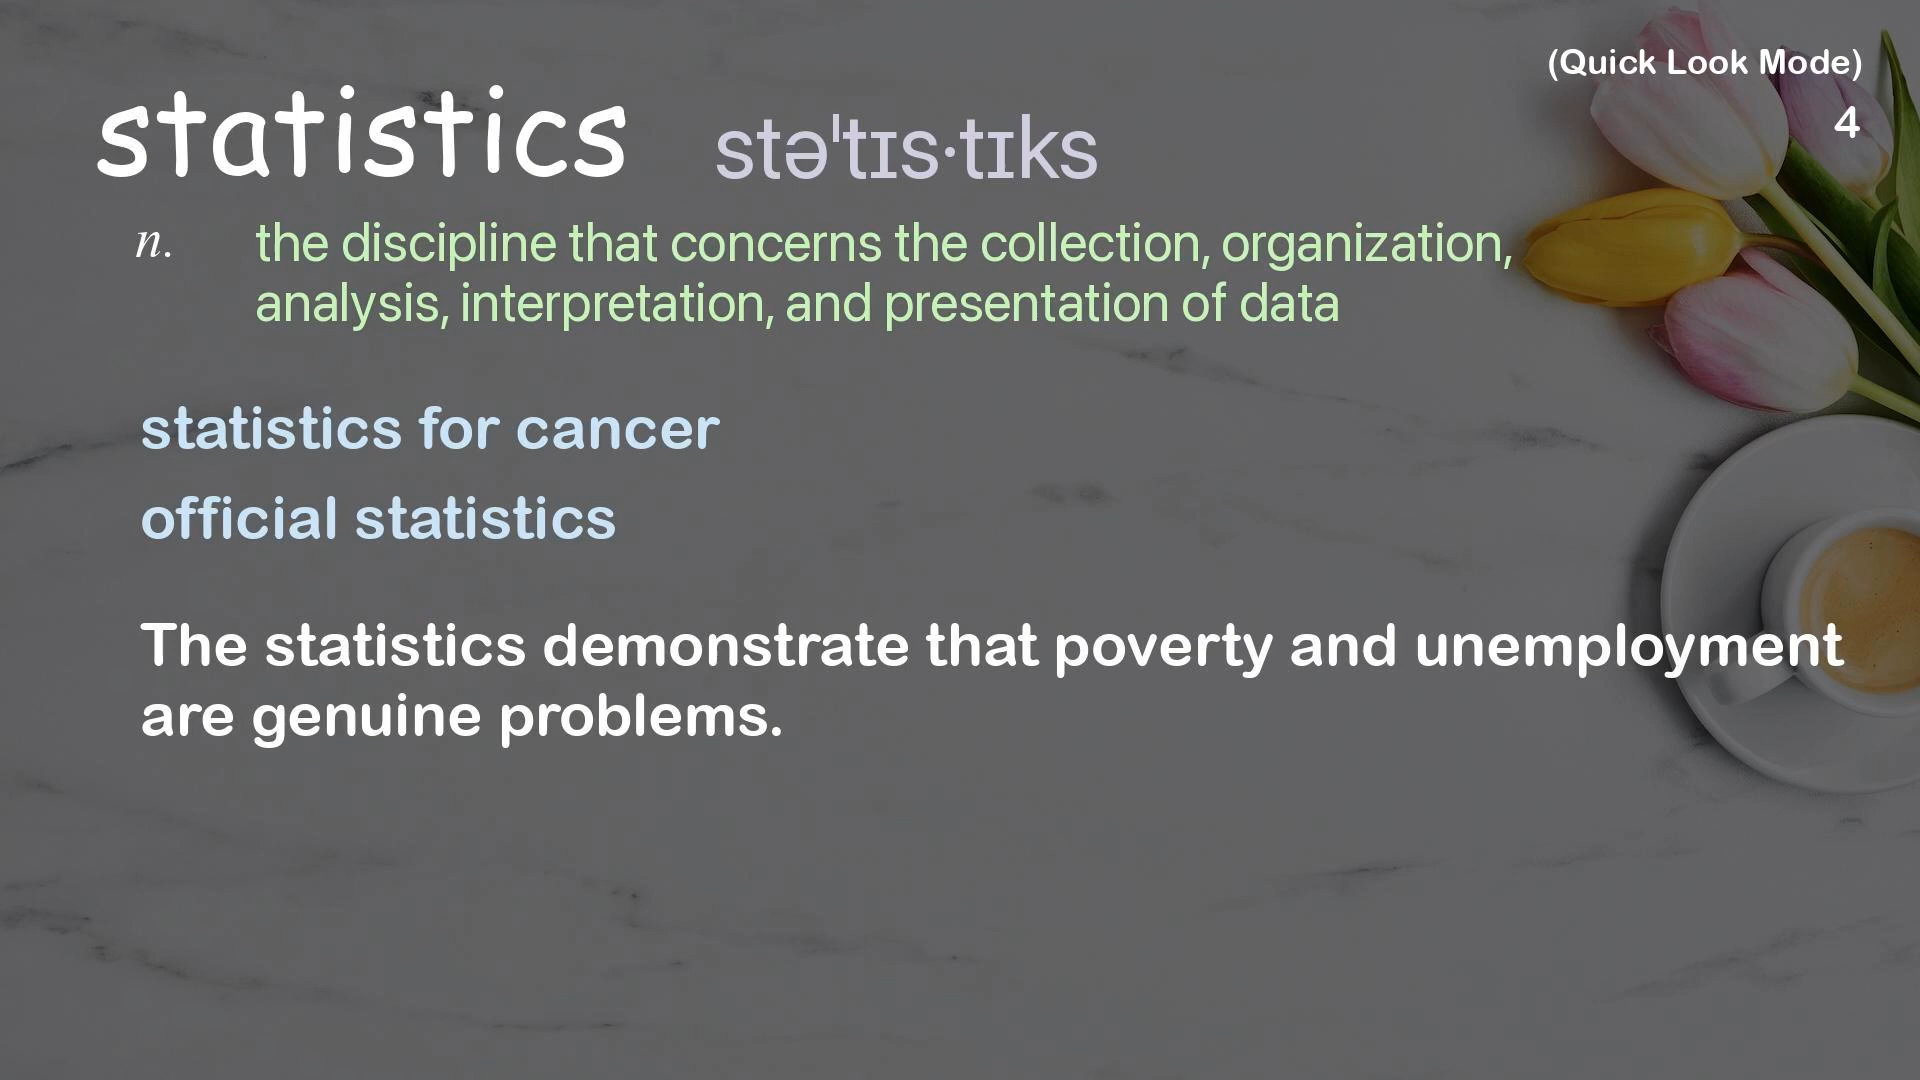 (Quick Look Mode)
4
statistics stəˈtɪs·tɪks
n. the discipline that concerns the collection, organization,
analysis, interpretation, and presentation of data
statistics for cancer
official statistics
The statistics demonstrate that poverty and unemployment
are genuine problems.